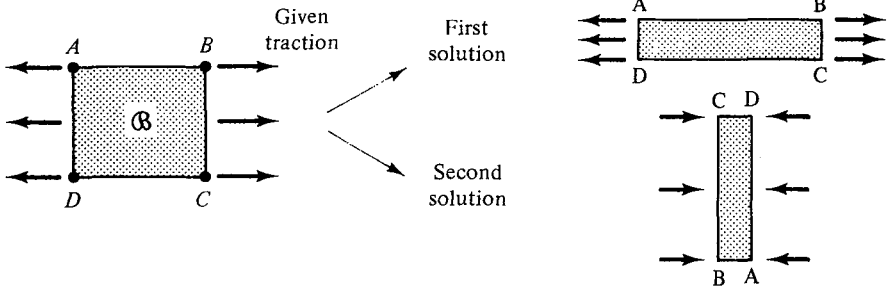 Given
traction
A B
ℬ
D C
First
solution
A B
D C
Second
solution
C D
B A